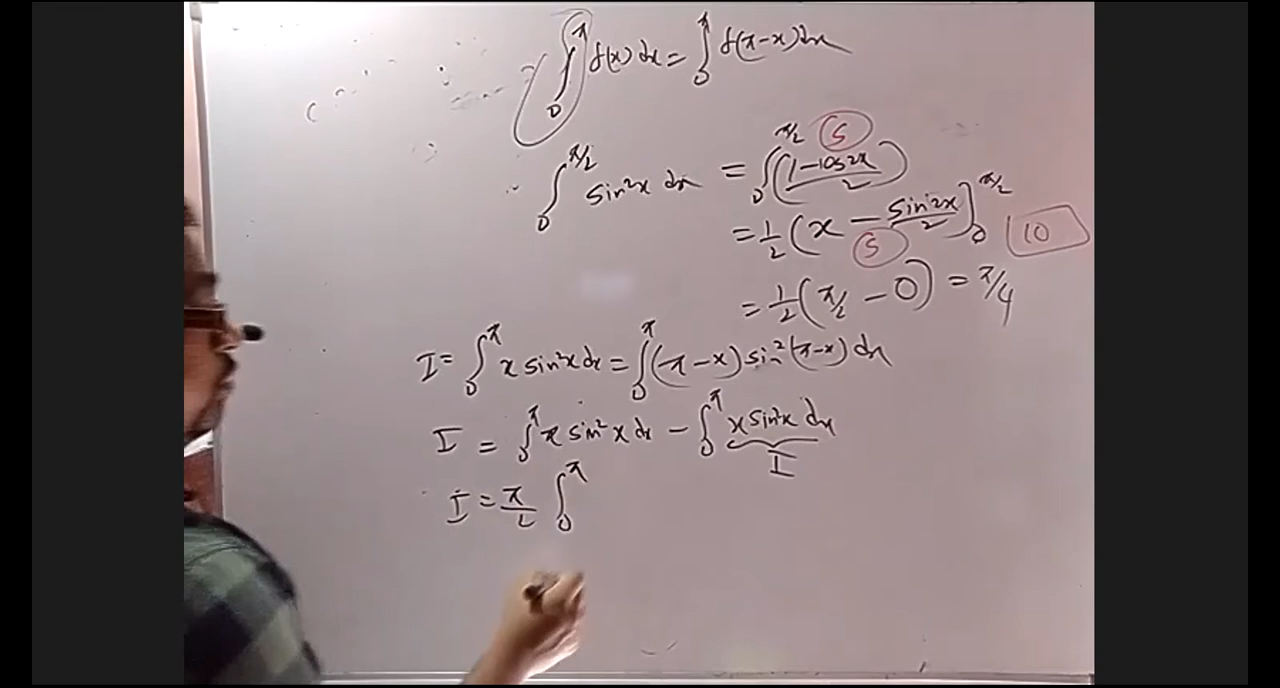 ∫₀^π f(x) dx = ∫₀^π f(π-x) dx
∫₀^(π/2) sin²x dx = ∫₀^(π/2) ((1-cos2x)/2) (5)
= 1/2 (x - sin2x/2]₀^(π/2) (5) [10]
= 1/2 (π/2 - 0) = π/4
I = ∫₀^π x sin²x dx = ∫₀^π (π-x) sin²(π-x) dx
I = ∫₀^π π sin²x dx - ∫₀^π x sin²x dx
I
I = π/2 ∫₀^π